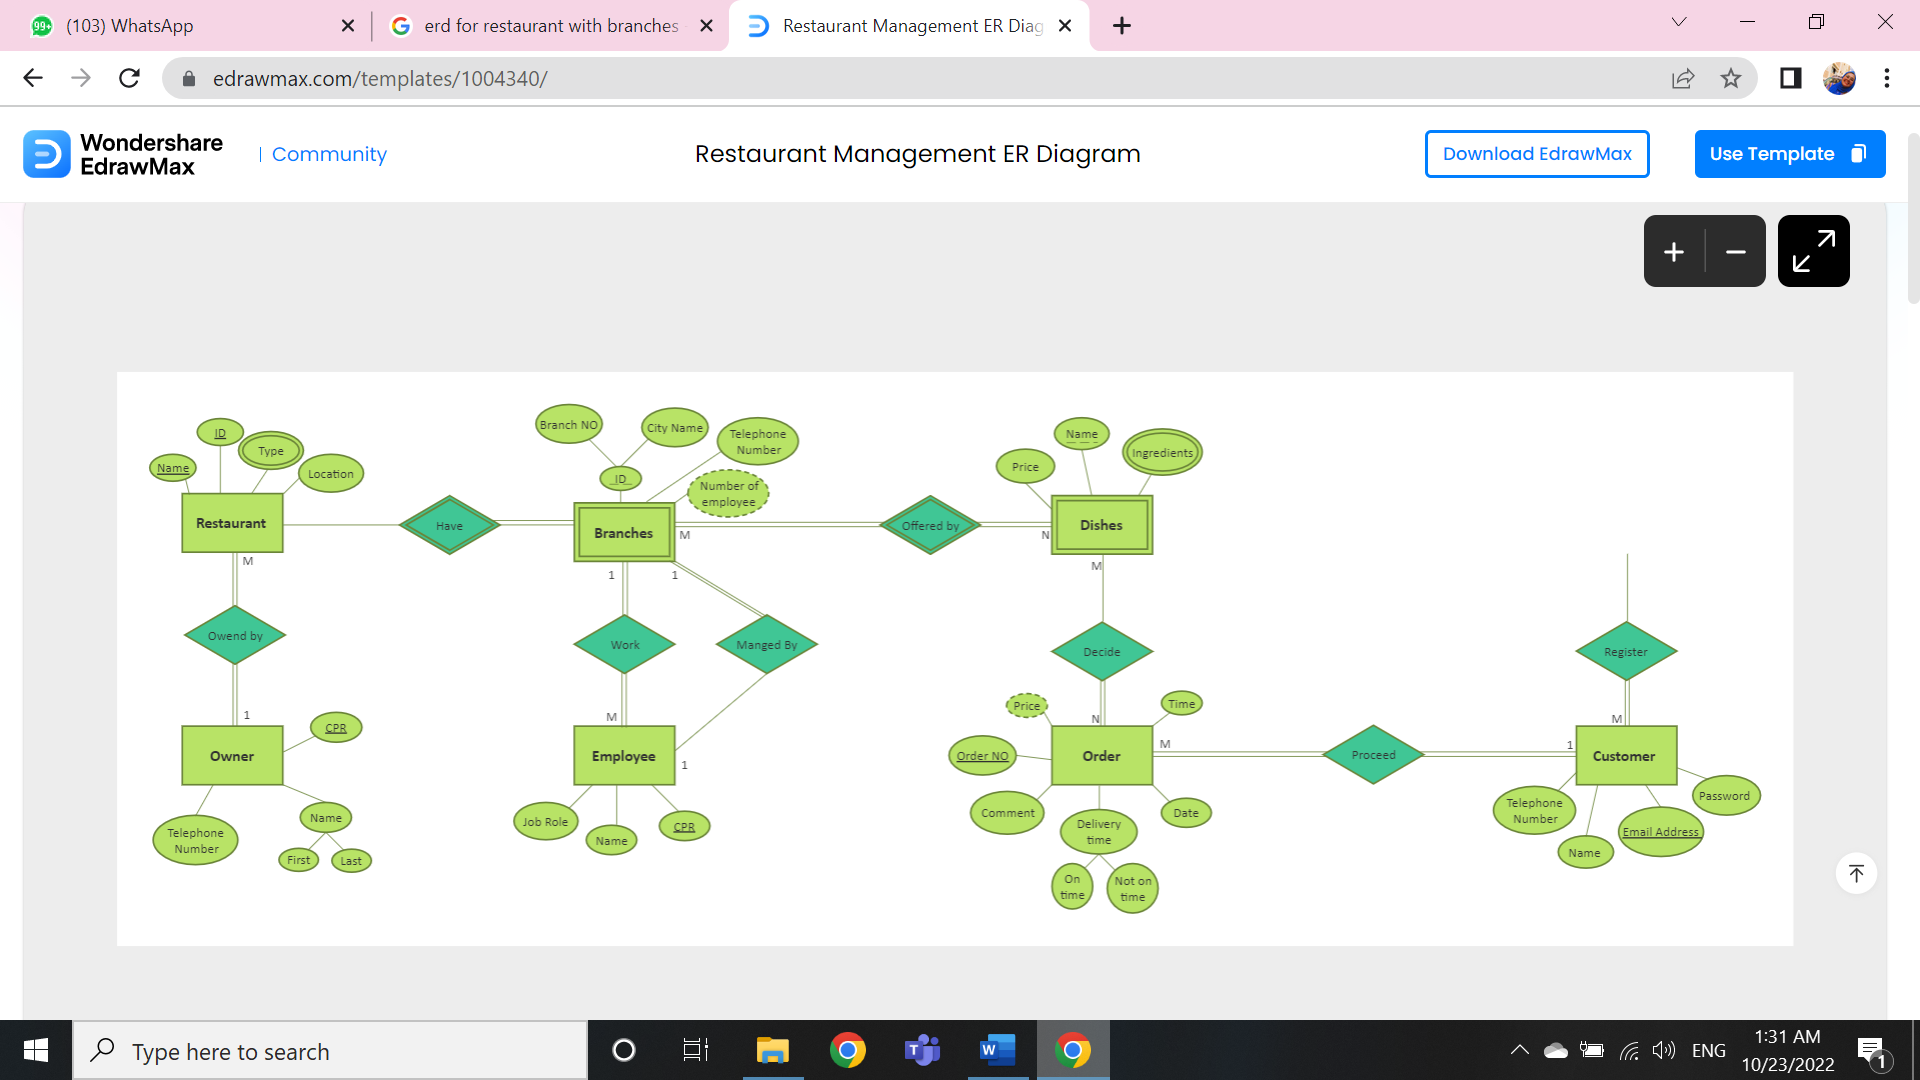 99+
(103) WhatsApp
erd for restaurant with branches
Restaurant Management ER Diag
edrawmax.com/templates/1004340/
Wondershare
EdrawMax
Community
Restaurant Management ER Diagram
Download EdrawMax
Use Template
Name
ID
Type
Location
Restaurant
Have
Branch NO
City Name
Telephone
Number
ID
Number of
employee
Branches
M
Offered by
N
Price
Name
Ingredients
Dishes
M
1
1
M
Owend by
Work
Manged By
Decide
Register
1
CPR
Owner
Telephone
Number
Name
First
Last
M
Employee
1
Job Role
Name
CPR
Price
N
Time
Order NO
Order
M
Comment
Delivery
time
Date
On
time
Not on
time
Proceed
M
1
Customer
Telephone
Number
Name
Email Address
Password
Type here to search
T
W
ENG
1:31 AM
10/23/2022
1